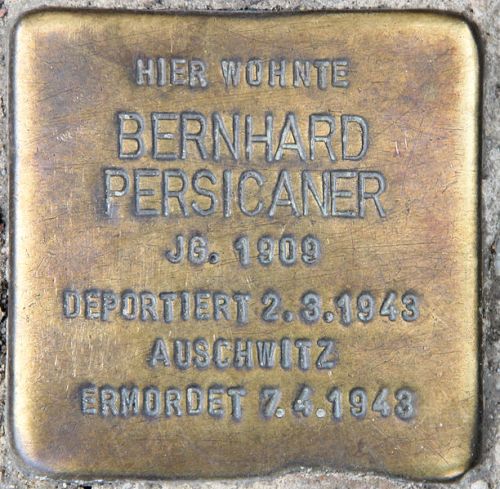 HIER WOHNTE
BERNHARD
PERSICANER
JG. 1909
DEPORTIERT 2.3.1943
AUSCHWITZ
ERMORDET 7.4.1943